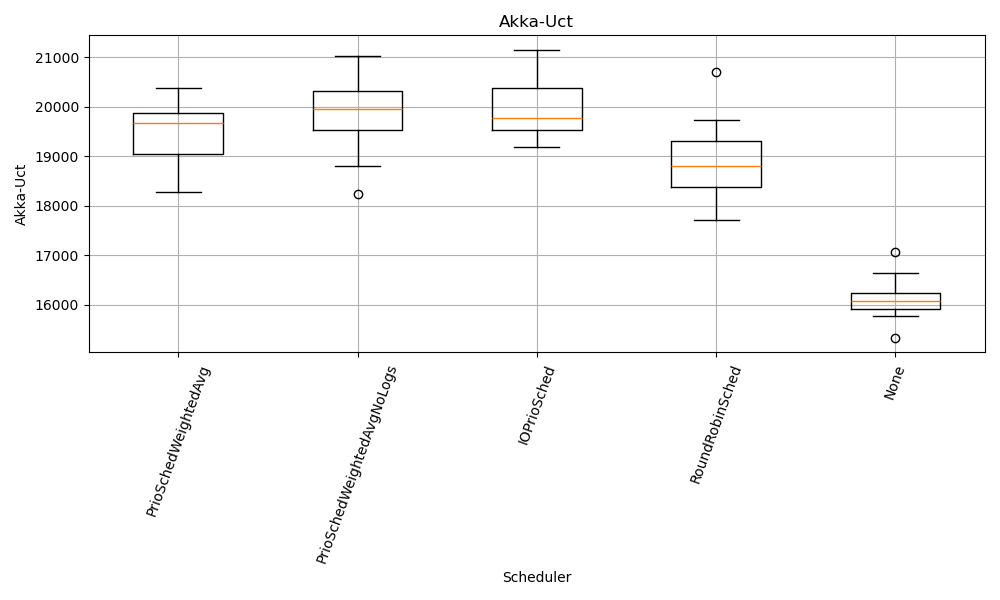 Akka-Uct
21000
20000
19000
18000
17000
16000
Akka-Uct
PrioSchedWeightedAvg
PrioSchedWeightedAvgNoLogs
IOPrioSched
RoundRobinSched
None
Scheduler